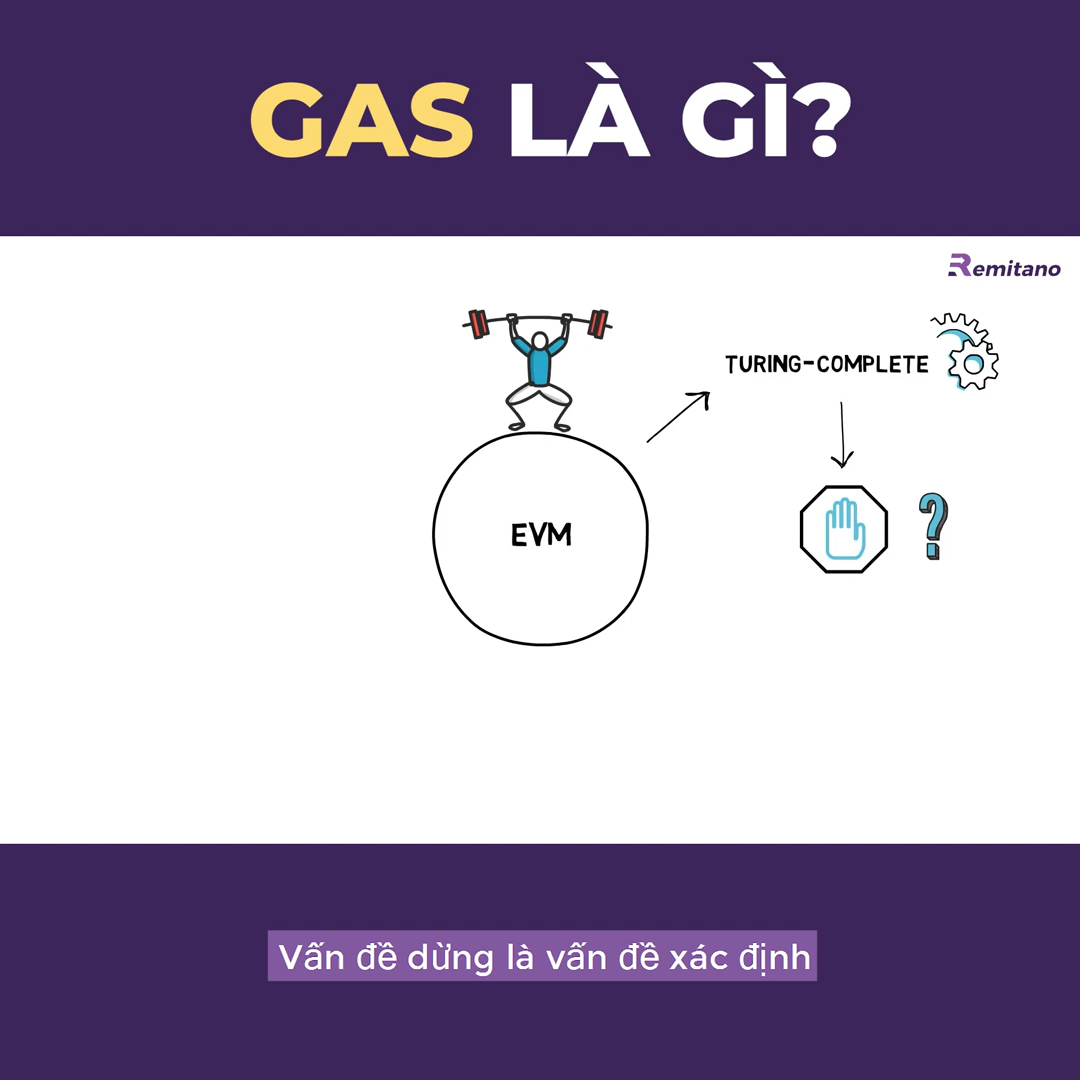 GAS LÀ GÌ?
Remitano
TURING-COMPLETE
EVM
?
Vấn đề dừng là vấn đề xác định